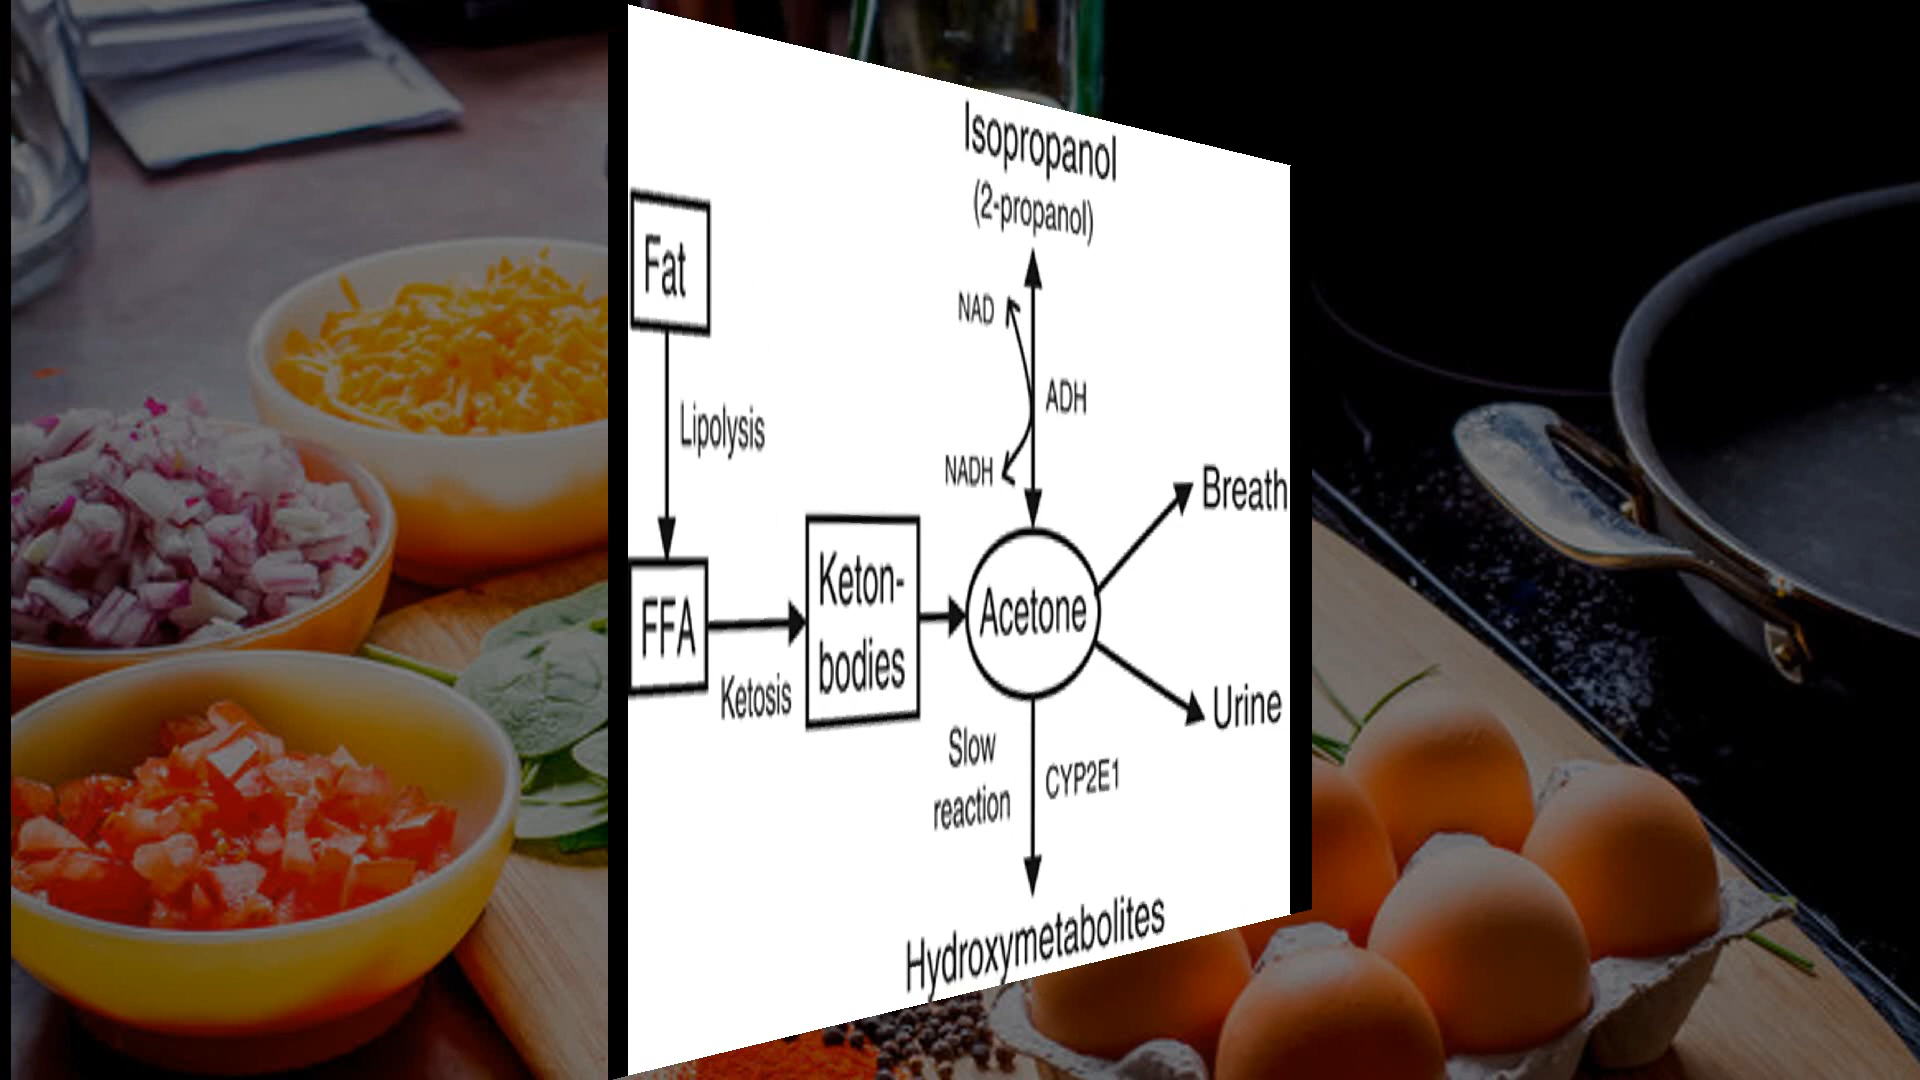 Isopropanol
(2-propanol)
Fat
NAD
ADH
Lipolysis
NADH
Breath
FFA
Keton-
bodies
Acetone
Ketosis
Urine
Slow
reaction
CYP2E1
Hydroxymetabolites